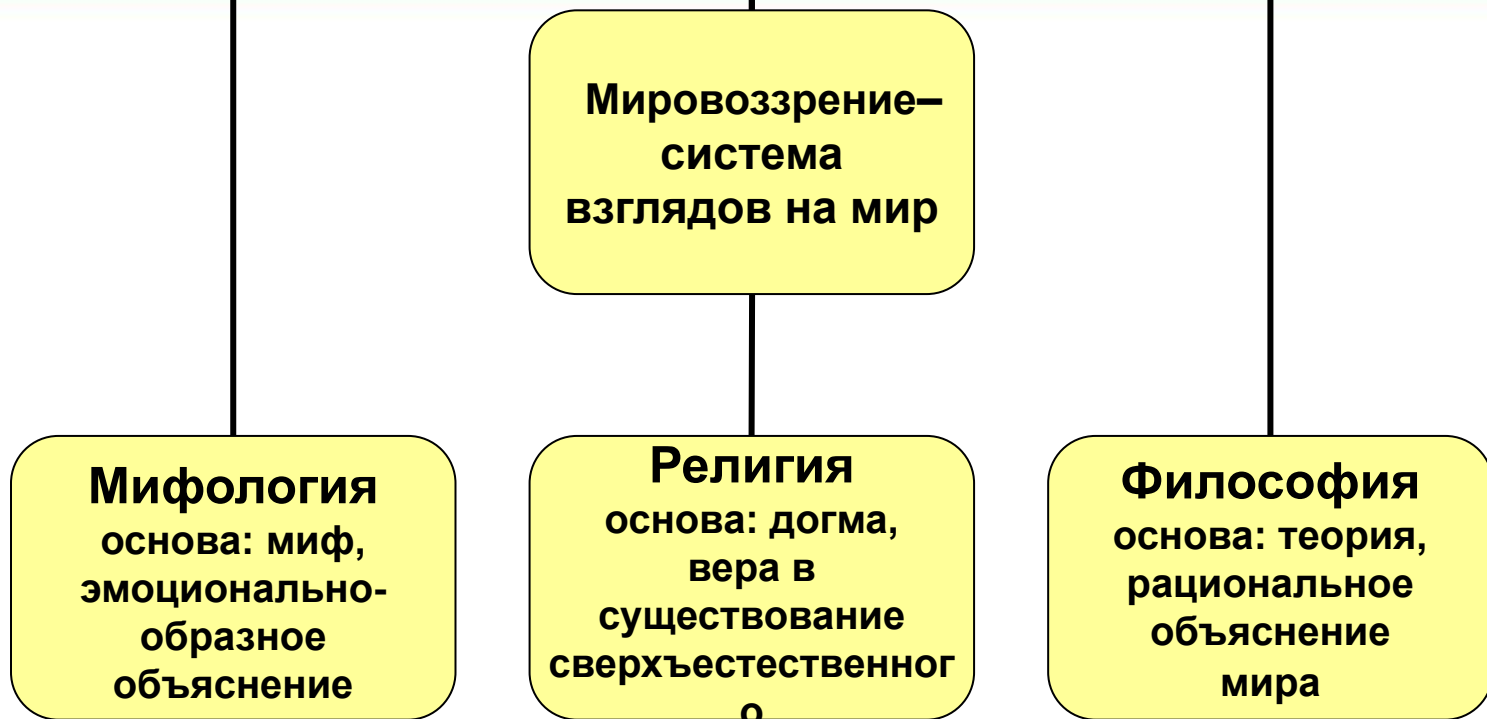 Мировоззрение–
система
взглядов на мир
Мифология
основа: миф,
эмоционально-
образное
объяснение
Религия
основа: догма,
вера в
существование
сверхъестественног
о
Философия
основа: теория,
рациональное
объяснение
мира